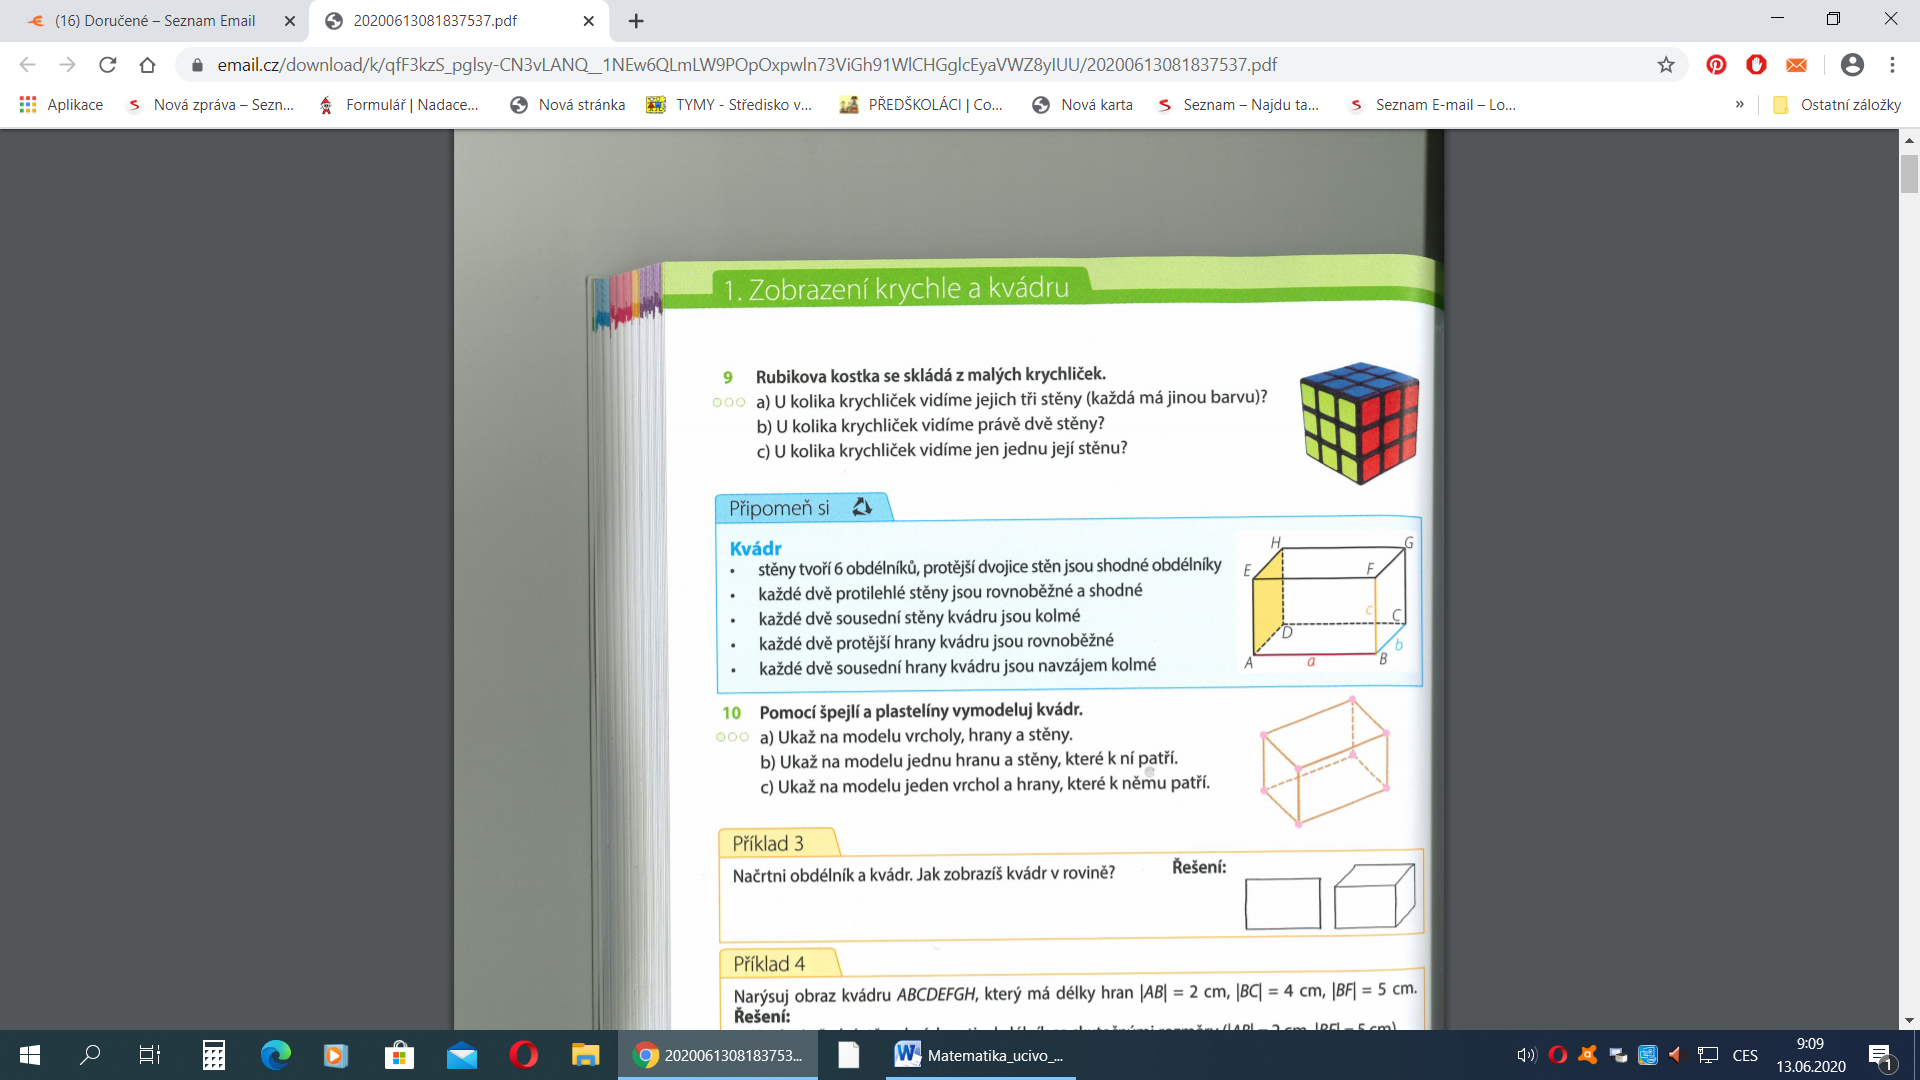 (16) Doručené – Seznam Email
20200613081837537.pdf
email.cz/download/k/qfF3kzS_pglsy-CN3vLANQ__1NEw6QLmLW9POpOxpwln73ViGh91WlCHGglcEyaVWZ8yIUU/20200613081837537.pdf
Aplikace
Nová zpráva – Sezn...
Formulář | Nadace...
Nová stránka
TYMY - Středisko v...
PŘEDŠKOLÁCI | Co...
Nová karta
Seznam – Najdu ta...
Seznam E-mail – Lo...
»
Ostatní záložky
1. Zobrazení krychle a kvádru
9 Rubikova kostka se skládá z malých krychliček.
a) U kolika krychliček vidíme jejich tři stěny (každá má jinou barvu)?
b) U kolika krychliček vidíme právě dvě stěny?
c) U kolika krychliček vidíme jen jednu její stěnu?
Připomeň si
Kvádr
• stěny tvoří 6 obdélníků, protější dvojice stěn jsou shodné obdélníky
• každé dvě protilehlé stěny jsou rovnoběžné a shodné
• každé dvě sousední stěny kvádru jsou kolmé
• každé dvě protější hrany kvádru jsou rovnoběžné
• každé dvě sousední hrany kvádru jsou navzájem kolmé
H G
E F
c C
D
b
A a B
10 Pomocí špejlí a plastelíny vymodeluj kvádr.
a) Ukaž na modelu vrcholy, hrany a stěny.
b) Ukaž na modelu jednu hranu a stěny, které k ní patří.
c) Ukaž na modelu jeden vrchol a hrany, které k němu patří.
Příklad 3
Načrtni obdélník a kvádr. Jak zobrazíš kvádr v rovině? Řešení:
Příklad 4
Narýsuj obraz kvádru ABCDEFGH, který má délky hran |AB| = 2 cm, |BC| = 4 cm, |BF| = 5 cm.
Řešení:
2020061308183753...
Matematika_ucivo_...
CES
9:09
13.06.2020
1